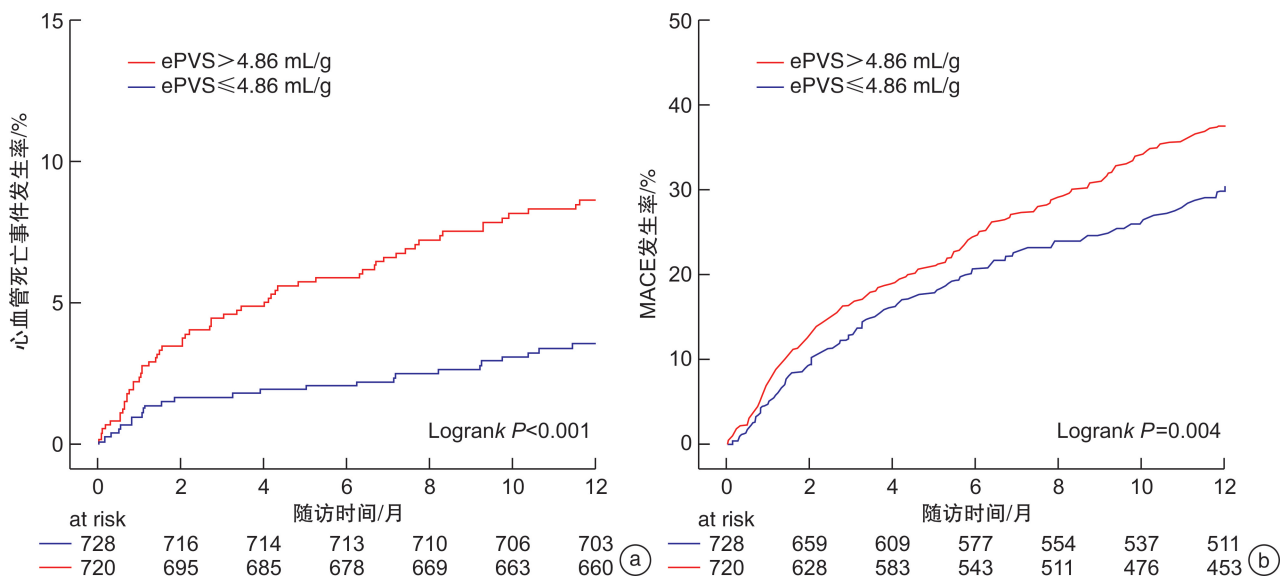 15
ePVS＞4.86 mL/g
ePVS≤4.86 mL/g
10
5
0
心血管死亡事件发生率/%
Logrank P<0.001
0 2 4 6 8 10 12
随访时间/月
at risk
728 716 714 713 710 706 703
720 695 685 678 669 663 660
a
50
ePVS＞4.86 mL/g
ePVS≤4.86 mL/g
40
30
20
10
0
MACE发生率/%
Logrank P=0.004
0 2 4 6 8 10 12
随访时间/月
at risk
728 659 609 577 554 537 511
720 628 583 543 511 476 453
b